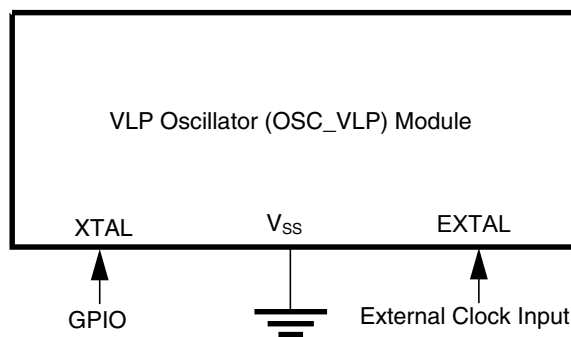 VLP Oscillator (OSC_VLP) Module
XTAL VSS EXTAL
GPIO External Clock Input